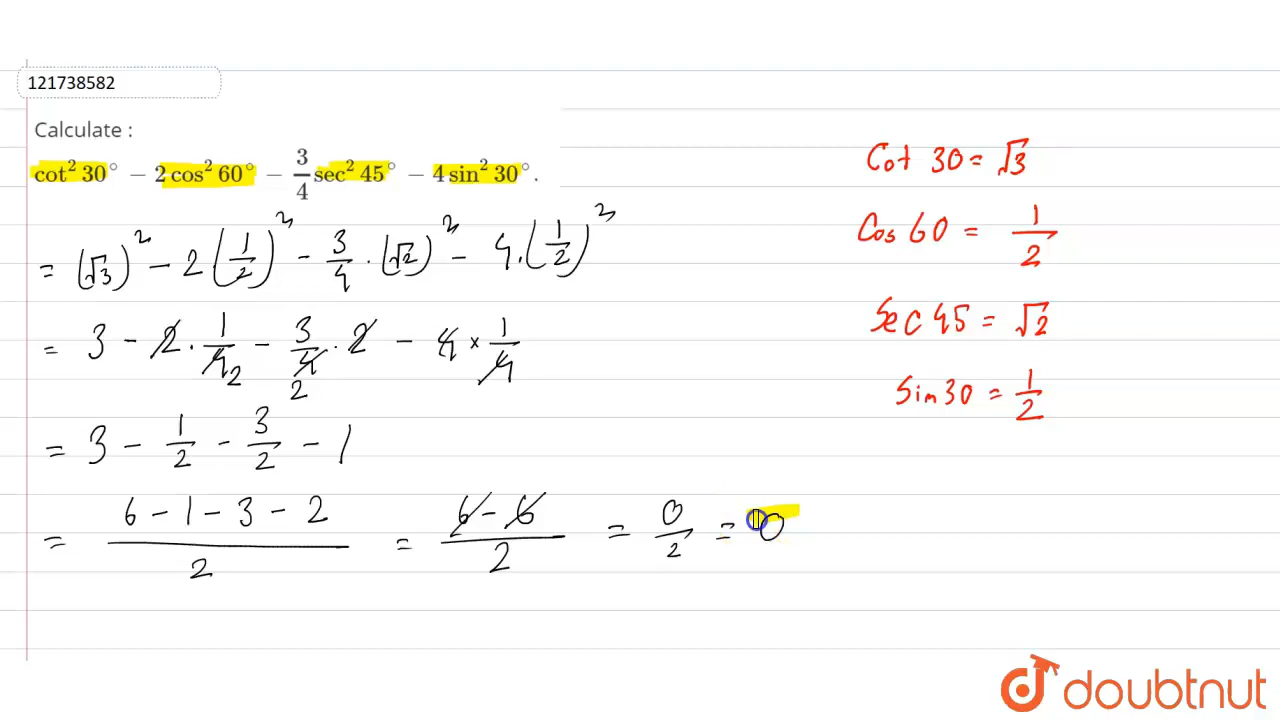 121738582
Calculate :
cot² 30° − 2 cos² 60° − 3/4 sec² 45° − 4 sin² 30°.
= (√3)² − 2 (1/2)² − 3/4 · (√2)² − 4 · (1/2)²
= 3 − 2 · 1/4 2 − 3/4 2 · 2 − 4 × 1/4
= 3 − 1/2 − 3/2 − 1
= 6 − 1 − 3 − 2 / 2 = 6 − 6 / 2 = 0/2 = 0
Cot 30 = √3
Cos 60 = 1/2
Sec 45 = √2
Sin 30 = 1/2
doubtnut